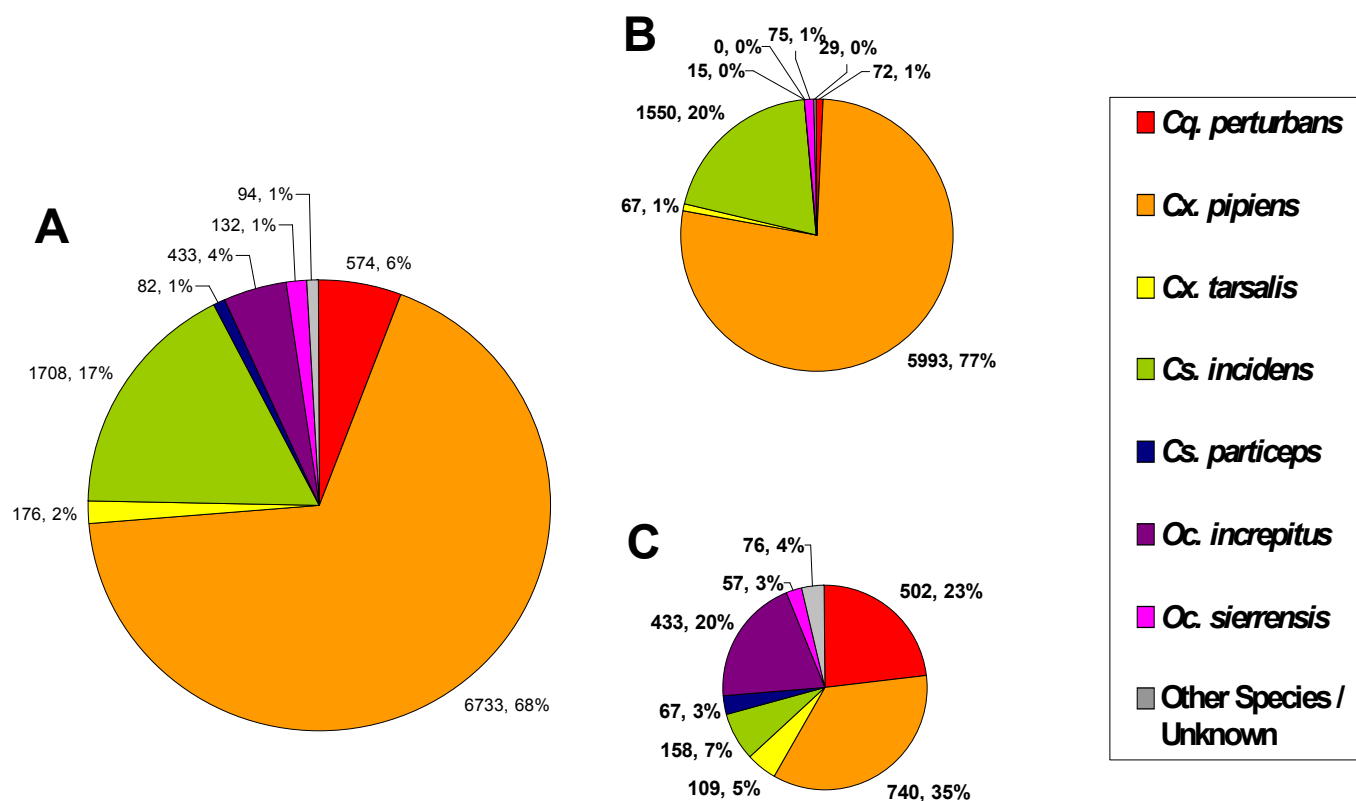 A
94, 1%
132, 1%
433, 4%
82, 1%
574, 6%
1708, 17%
176, 2%
6733, 68%
B
75, 1%
0, 0%
29, 0%
15, 0%
72, 1%
1550, 20%
67, 1%
5993, 77%
C
76, 4%
57, 3%
502, 23%
433, 20%
67, 3%
158, 7%
109, 5%
740, 35%
Cq. perturbans
Cx. pipiens
Cx. tarsalis
Cs. incidens
Cs. particeps
Oc. increpitus
Oc. sierrensis
Other Species /
Unknown